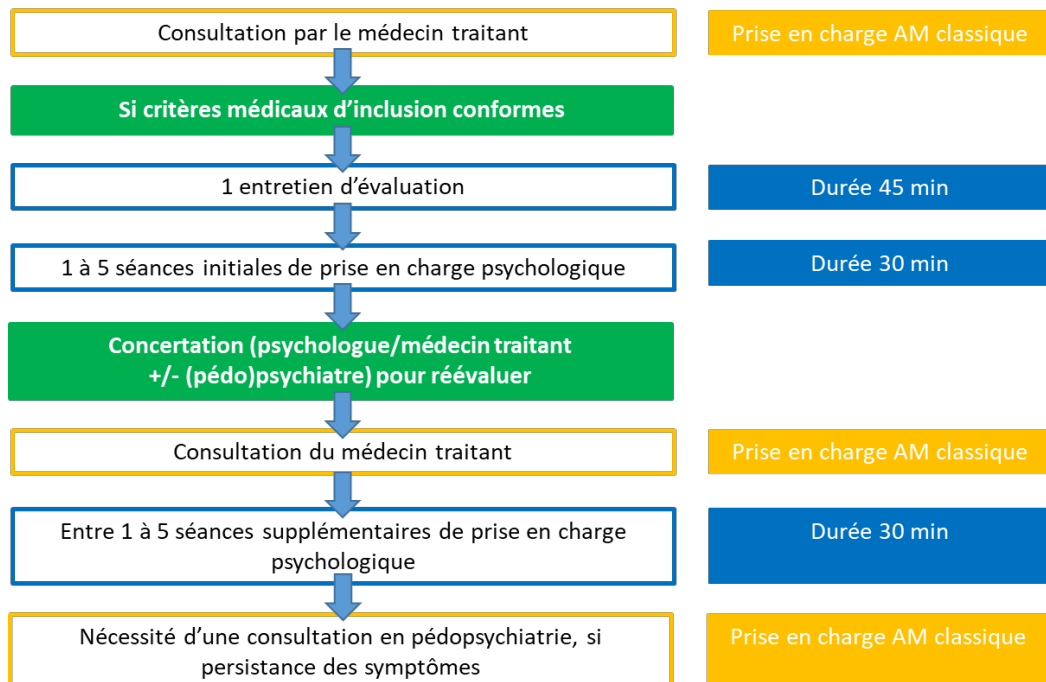 Consultation par le médecin traitant
Prise en charge AM classique
Si critères médicaux d'inclusion conformes
1 entretien d'évaluation
Durée 45 min
1 à 5 séances initiales de prise en charge psychologique
Durée 30 min
Concertation (psychologue/médecin traitant
+/- (pédo)psychiatre) pour réévaluer
Consultation du médecin traitant
Prise en charge AM classique
Entre 1 à 5 séances supplémentaires de prise en charge
psychologique
Durée 30 min
Nécessité d'une consultation en pédopsychiatrie, si
persistance des symptômes
Prise en charge AM classique